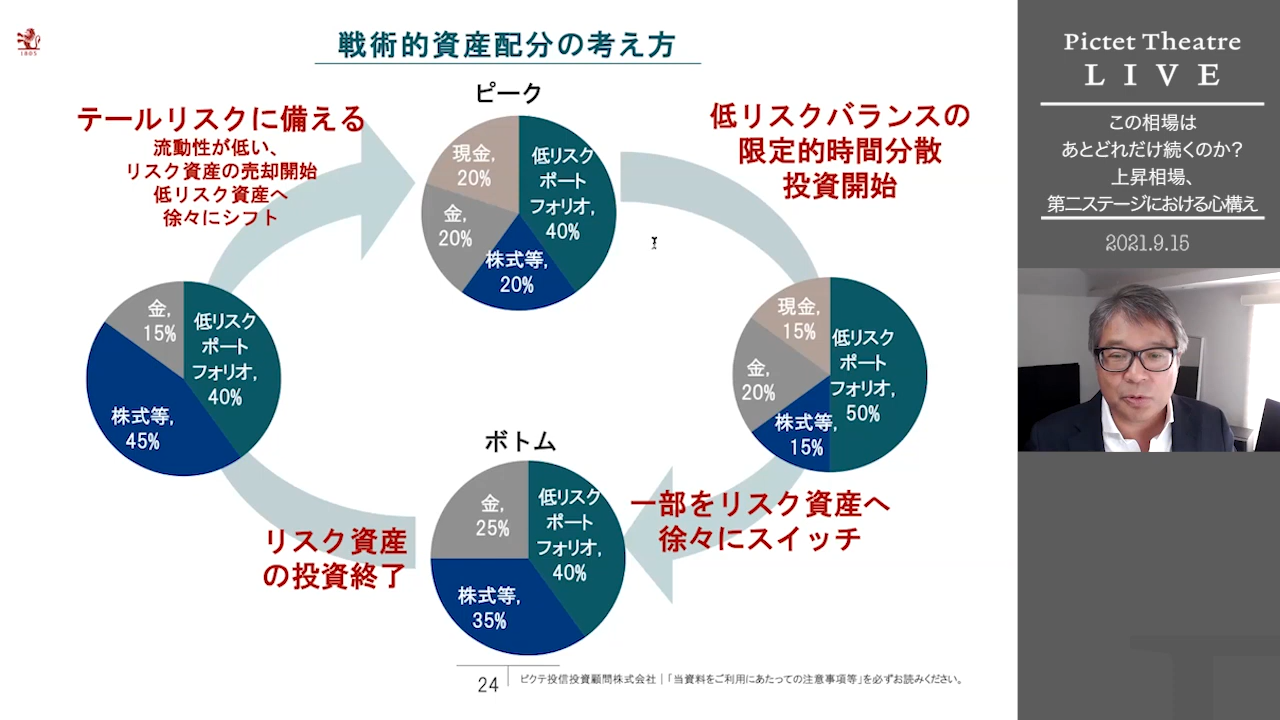 1805
戦術的資産配分の考え方
ピーク
テールリスクに備える
流動性が低い、
リスク資産の売却開始
低リスク資産へ
徐々にシフト
現金,
20%
低リスク
ポート
フォリオ,
40%
金,
20%
株式等,
20%
低リスクバランスの
限定的時間分散
投資開始
金,
15%
低リスク
ポート
フォリオ,
40%
株式等,
45%
現金,
15%
低リスク
ポート
フォリオ,
50%
金,
20%
株式等,
15%
ボトム
金,
25%
低リスク
ポート
フォリオ,
40%
株式等,
35%
一部をリスク資産へ
徐々にスイッチ
リスク資産
の投資終了
24
ピクテ投信投資顧問株式会社｜「当資料をご利用にあたっての注意事項等」を必ずお読みください。
Pictet Theatre
LIVE
この相場は
あとどれだけ続くのか?
上昇相場、
第二ステージにおける心構え
2021.9.15